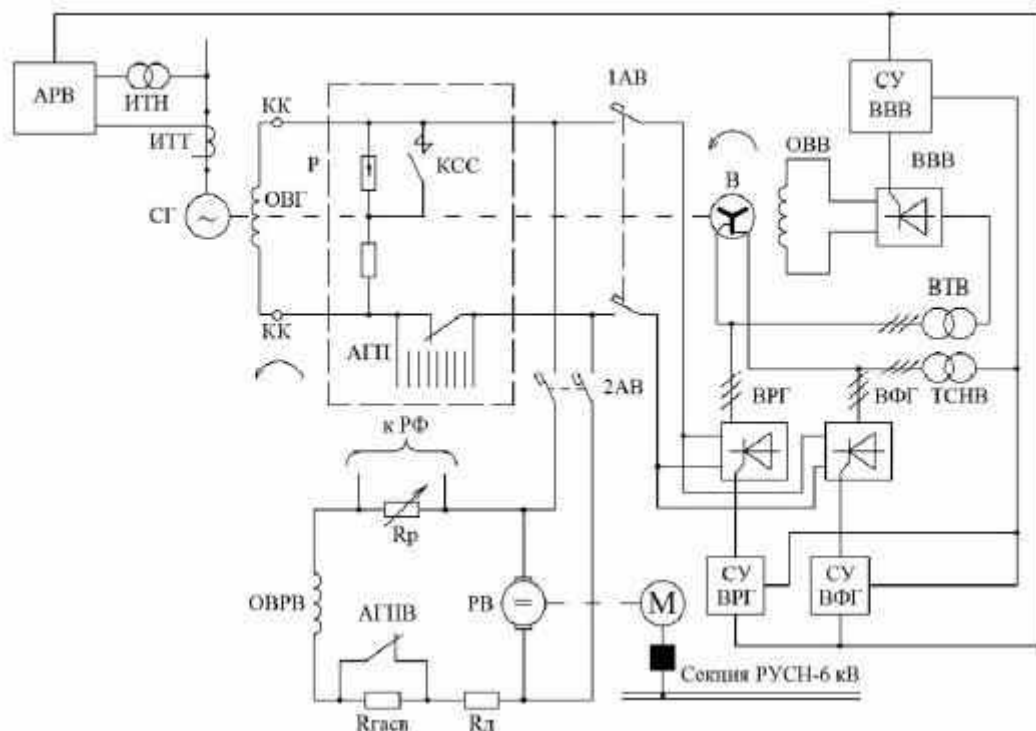 АРВ
ИТН
ИТТ
СГ
~
КК
ОВГ
КК
Р
КСС
АГП
1АВ
2АВ
В
ОВВ
СУ
ВВВ
ВВВ
ВТВ
ТСНВ
ВРГ
ВФГ
СУ
ВРГ
СУ
ВФГ
к РФ
Rр
ОВРВ
АГПВ
РВ
=
М
Rгасв
Rд
Секция РУСН-6 кВ